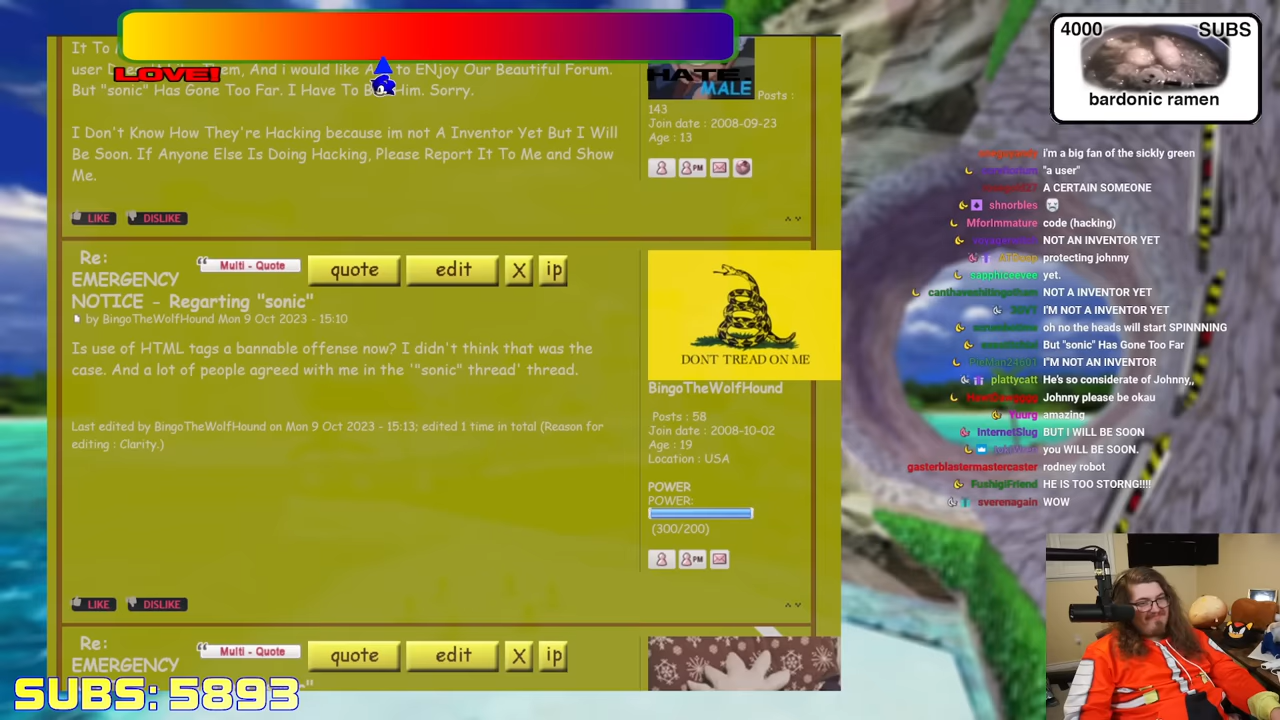 It To
user Doesn't Like Them, And i would like A to ENjoy Our Beautiful Forum.
But "sonic" Has Gone Too Far. I Have To B Him. Sorry.
I Don't Know How They're Hacking because im not A Inventor Yet But I Will
Be Soon. If Anyone Else Is Doing Hacking, Please Report It To Me and Show
Me.
LIKE DISLIKE
LOVE!
HATE.
MALE
Posts :
143
Join date : 2008-09-23
Age : 13
PM
Re:
EMERGENCY
NOTICE - Regarting "sonic"
Multi - Quote
quote edit X ip
by BingoTheWolfHound Mon 9 Oct 2023 - 15:10
Is use of HTML tags a bannable offense now? I didn't think that was the
case. And a lot of people agreed with me in the '"sonic" thread' thread.
Last edited by BingoTheWolfHound on Mon 9 Oct 2023 - 15:13; edited 1 time in total (Reason for
editing : Clarity.)
DONT TREAD ON ME
BingoTheWolfHound
Posts : 58
Join date : 2008-10-02
Age : 19
Location : USA
POWER
POWER:
(300/200)
PM
LIKE DISLIKE
Re:
EMERGENCY
Multi - Quote
quote edit X ip
SUBS: 5893
4000 SUBS
bardonic ramen
i'm a big fan of the sickly green
"a user"
A CERTAIN SOMEONE
shnorbles
MforImmature code (hacking)
NOT AN INVENTOR YET
protecting johnny
sapphiceevee yet.
canthaveshitingotham NOT A INVENTOR YET
I'M NOT A INVENTOR YET
oh no the heads will start SPINNNING
But "sonic" Has Gone Too Far
PieMan24601 I"M NOT AN INVENTOR
plattycatt He's so considerate of Johnny,,
Johnny please be okau
Yuurg amazing
InternetSlug BUT I WILL BE SOON
you WILL BE SOON.
gasterblastermastercaster rodney robot
FushigiFriend HE IS TOO STORNG!!!!
sverenagain WOW